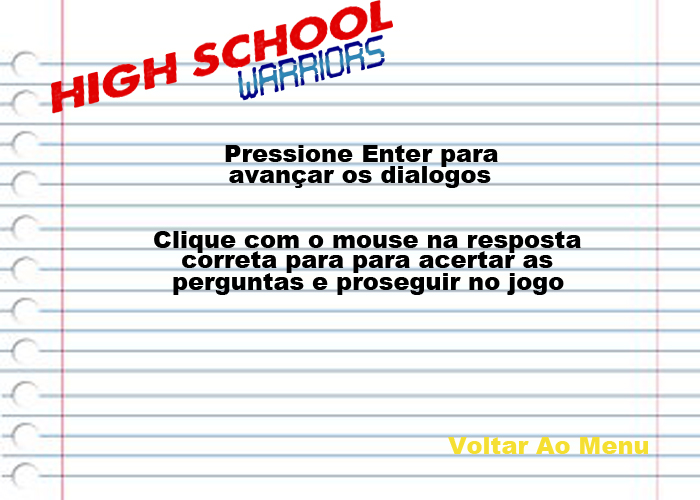 HIGH SCHOOL
WARRIORS
Pressione Enter para
avançar os dialogos
Clique com o mouse na resposta
correta para para acertar as
perguntas e proseguir no jogo
Voltar Ao Menu